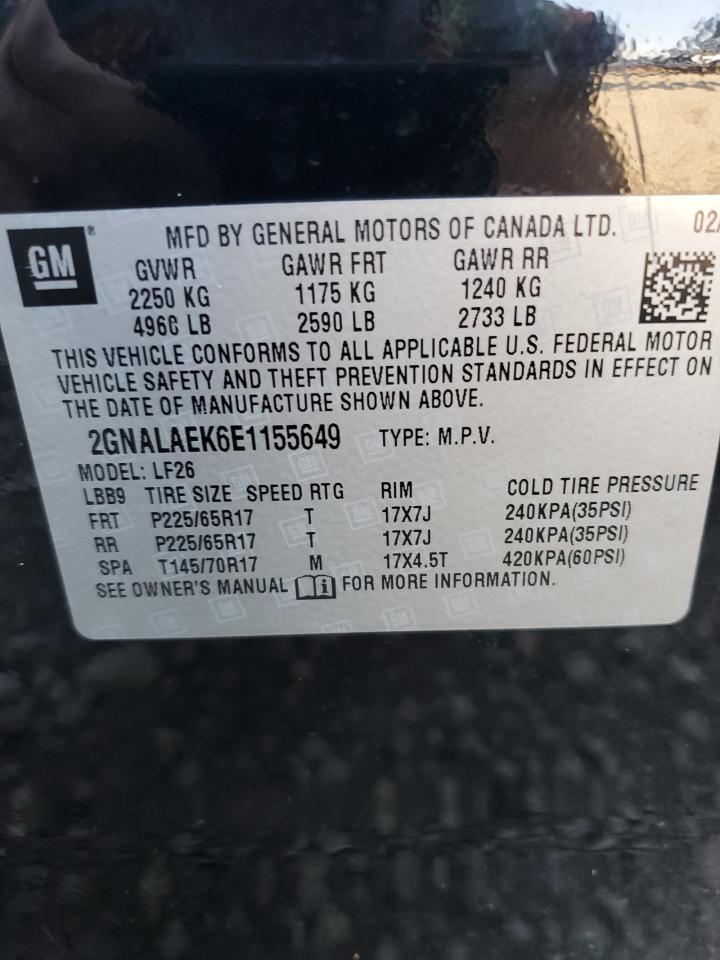 GM®
MFD BY GENERAL MOTORS OF CANADA LTD. 02/
GVWR GAWR FRT GAWR RR
2250 KG 1175 KG 1240 KG
4960 LB 2590 LB 2733 LB
THIS VEHICLE CONFORMS TO ALL APPLICABLE U.S. FEDERAL MOTOR
VEHICLE SAFETY AND THEFT PREVENTION STANDARDS IN EFFECT ON
THE DATE OF MANUFACTURE SHOWN ABOVE.
2GNALAEK6E1155649 TYPE: M.P.V.
MODEL: LF26
LBB9 TIRE SIZE SPEED RTG RIM COLD TIRE PRESSURE
FRT P225/65R17 T 17X7J 240KPA(35PSI)
RR P225/65R17 T 17X7J 240KPA(35PSI)
SPA T145/70R17 M 17X4.5T 420KPA(60PSI)
SEE OWNER'S MANUAL FOR MORE INFORMATION.